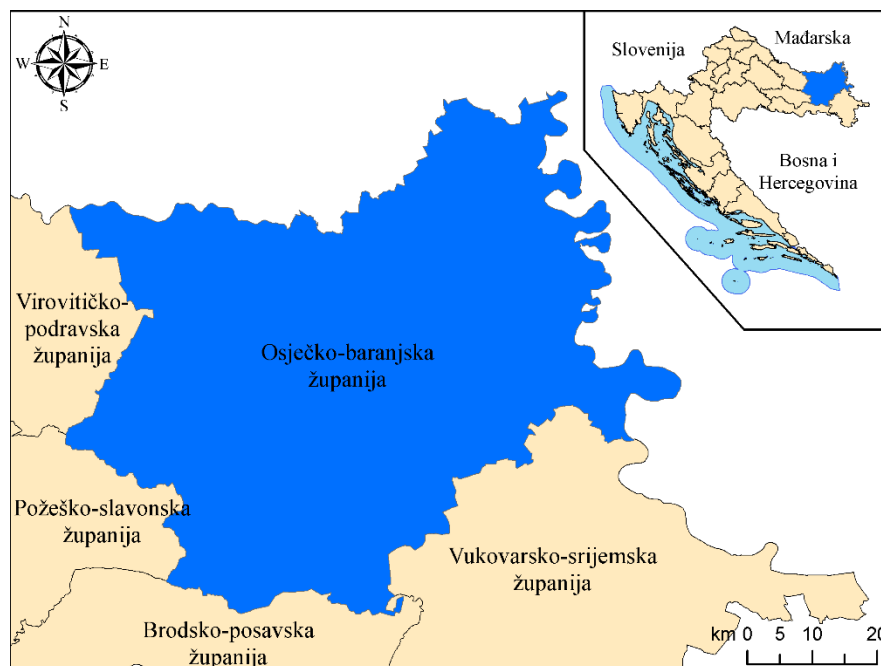 N
W E
S
Slovenija
Mađarska
Bosna i
Hercegovina
Virovitičko-
podravska
županija
Osječko-baranjska
županija
Požeško-slavonska
županija
Vukovarsko-srijemska
županija
Brodsko-posavska
županija
km 0 5 10 20